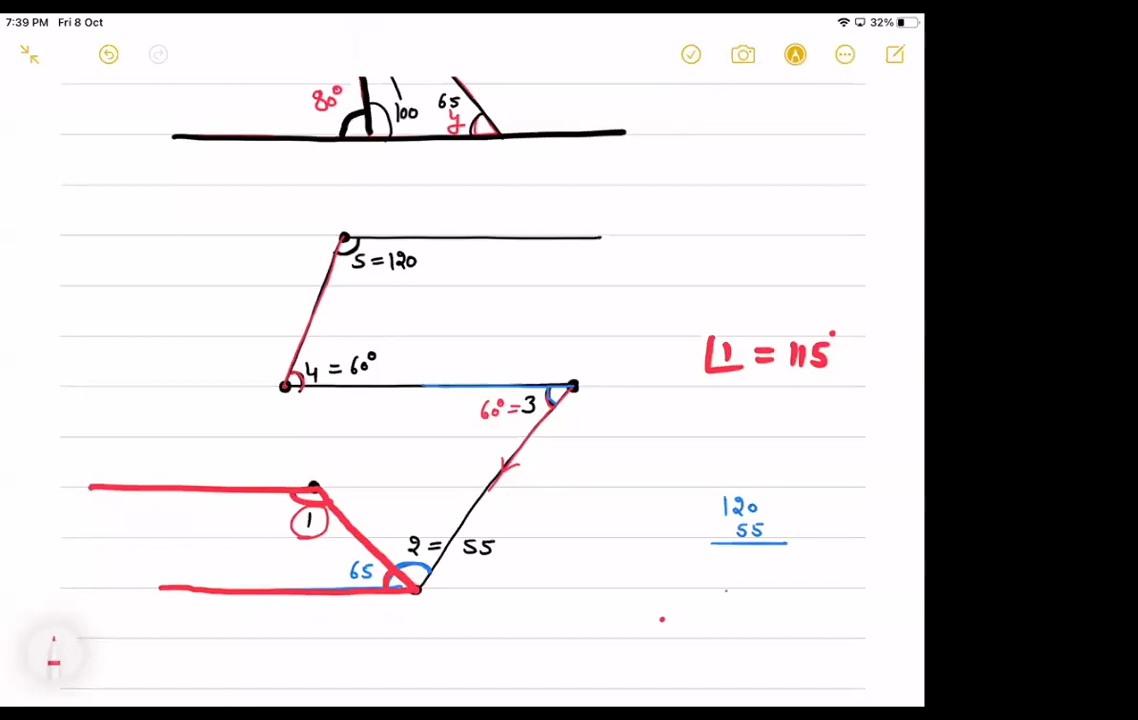 7:39 PM Fri 8 Oct
32%
80°
100
65
y
5 = 120
4 = 60°
∠1 = 115°
60° = 3
1
120
55
2 = 55
65